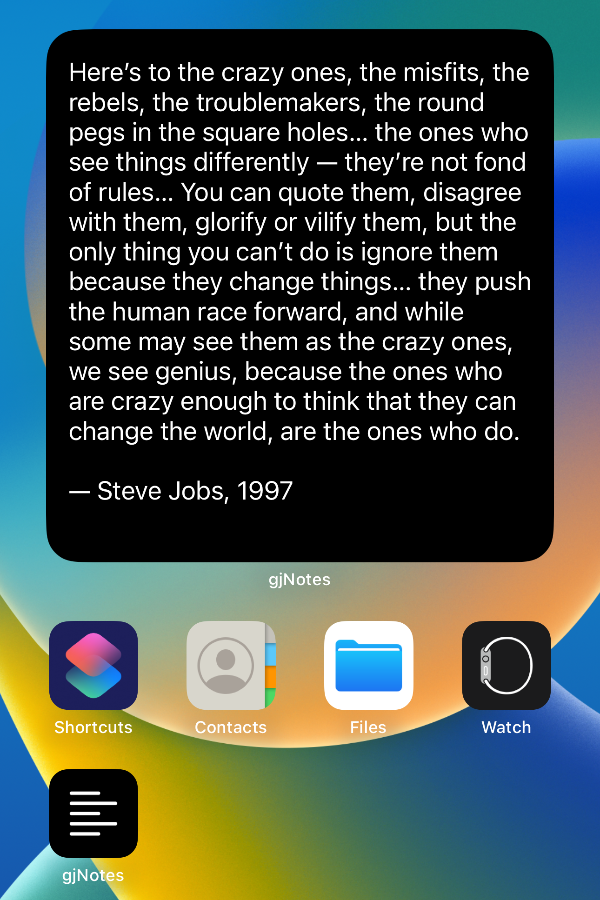 Here’s to the crazy ones, the misfits, the
rebels, the troublemakers, the round
pegs in the square holes... the ones who
see things differently — they’re not fond
of rules... You can quote them, disagree
with them, glorify or vilify them, but the
only thing you can’t do is ignore them
because they change things... they push
the human race forward, and while
some may see them as the crazy ones,
we see genius, because the ones who
are crazy enough to think that they can
change the world, are the ones who do.
— Steve Jobs, 1997
gjNotes
Shortcuts Contacts Files Watch
gjNotes